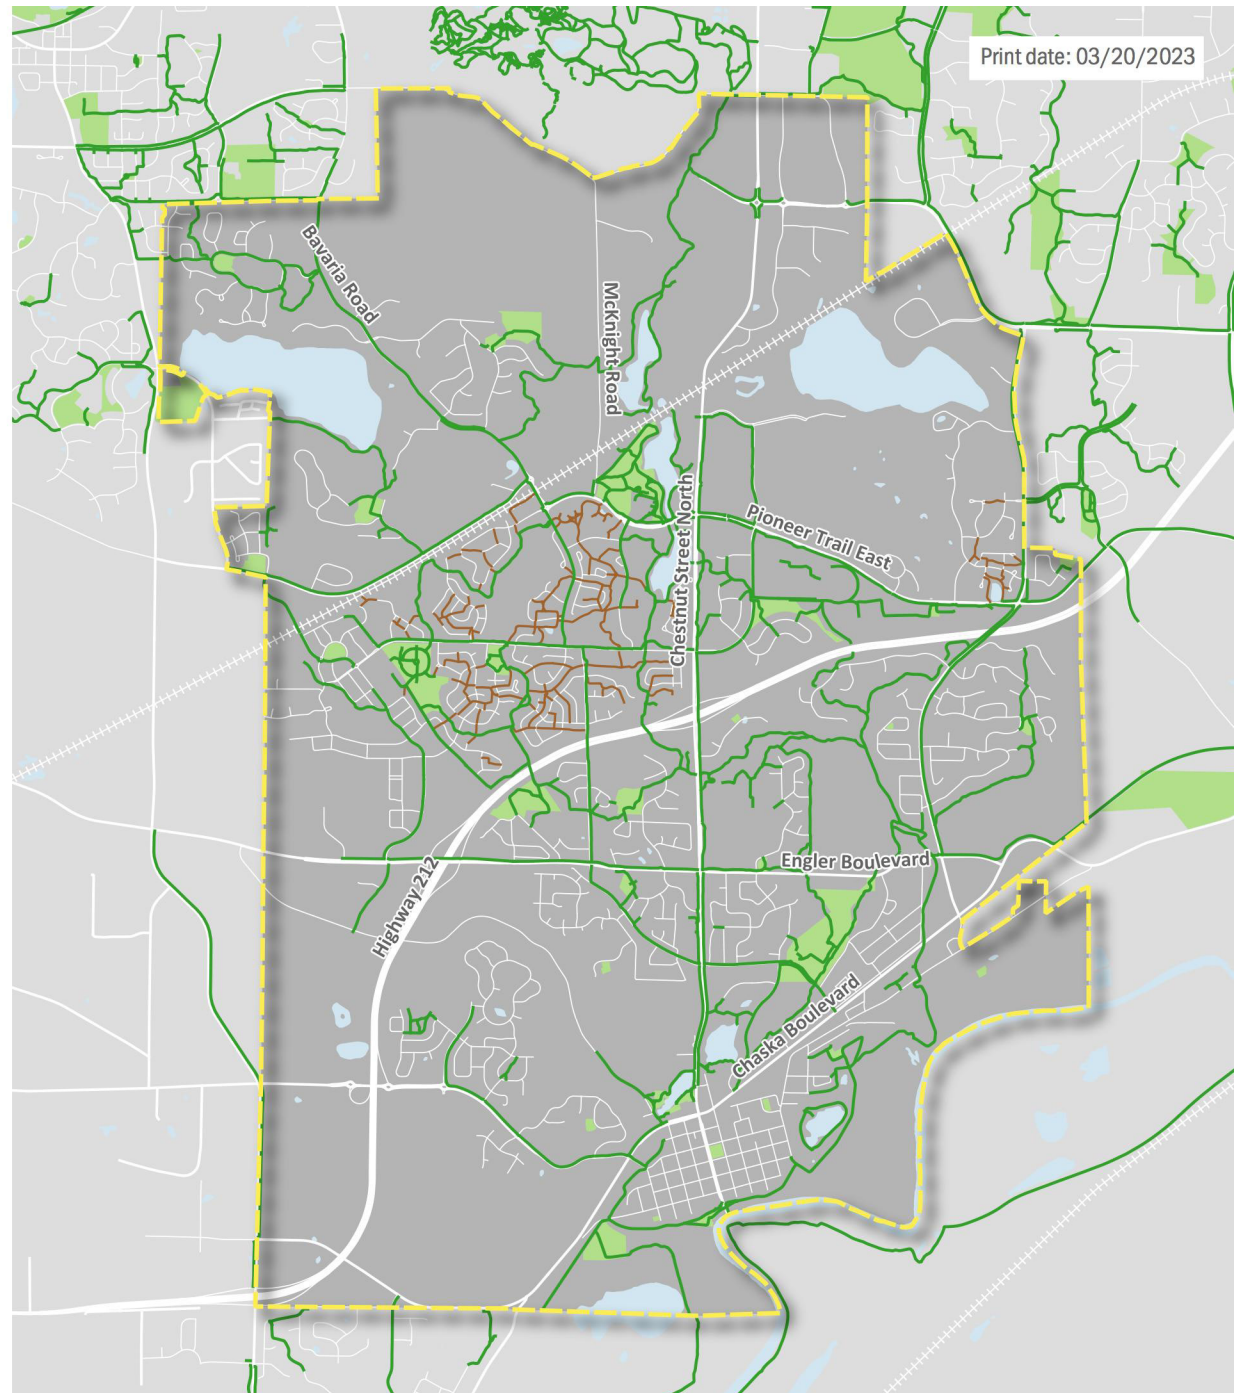 Print date: 03/20/2023
Bavaria Road
McKnight Road
Chestnut Street North
Pioneer Trail East
Engler Boulevard
Highway 212
Chaska Boulevard